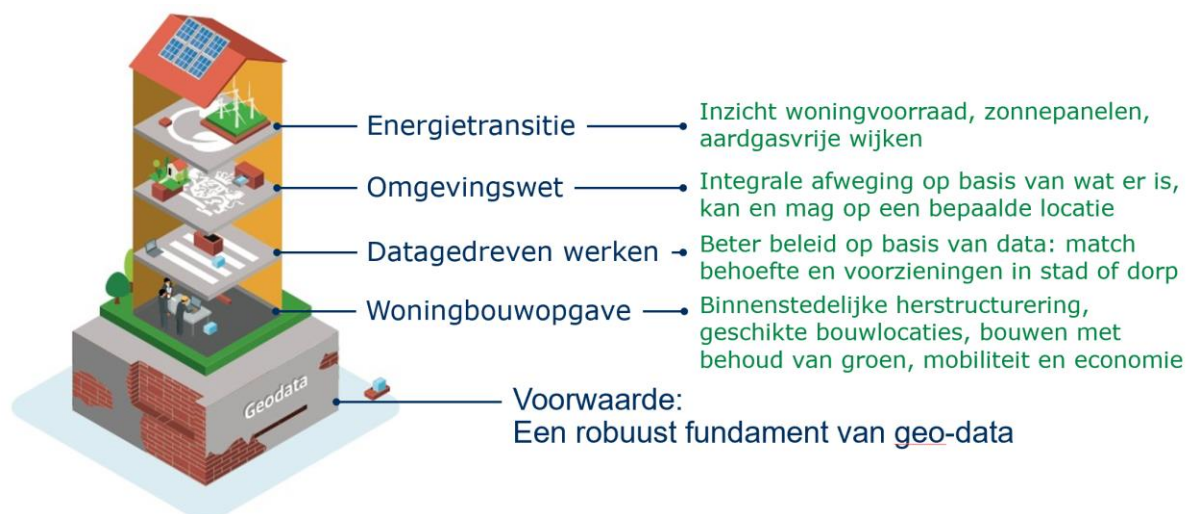 Energietransitie
Inzicht woningvoorraad, zonnepanelen,
aardgasvrije wijken
Omgevingswet
Integrale afweging op basis van wat er is,
kan en mag op een bepaalde locatie
Datagedreven werken
Beter beleid op basis van data: match
behoefte en voorzieningen in stad of dorp
Woningbouwopgave
Binnenstedelijke herstructurering,
geschikte bouwlocaties, bouwen met
behoud van groen, mobiliteit en economie
Geodata
Voorwaarde:
Een robuust fundament van geo-data